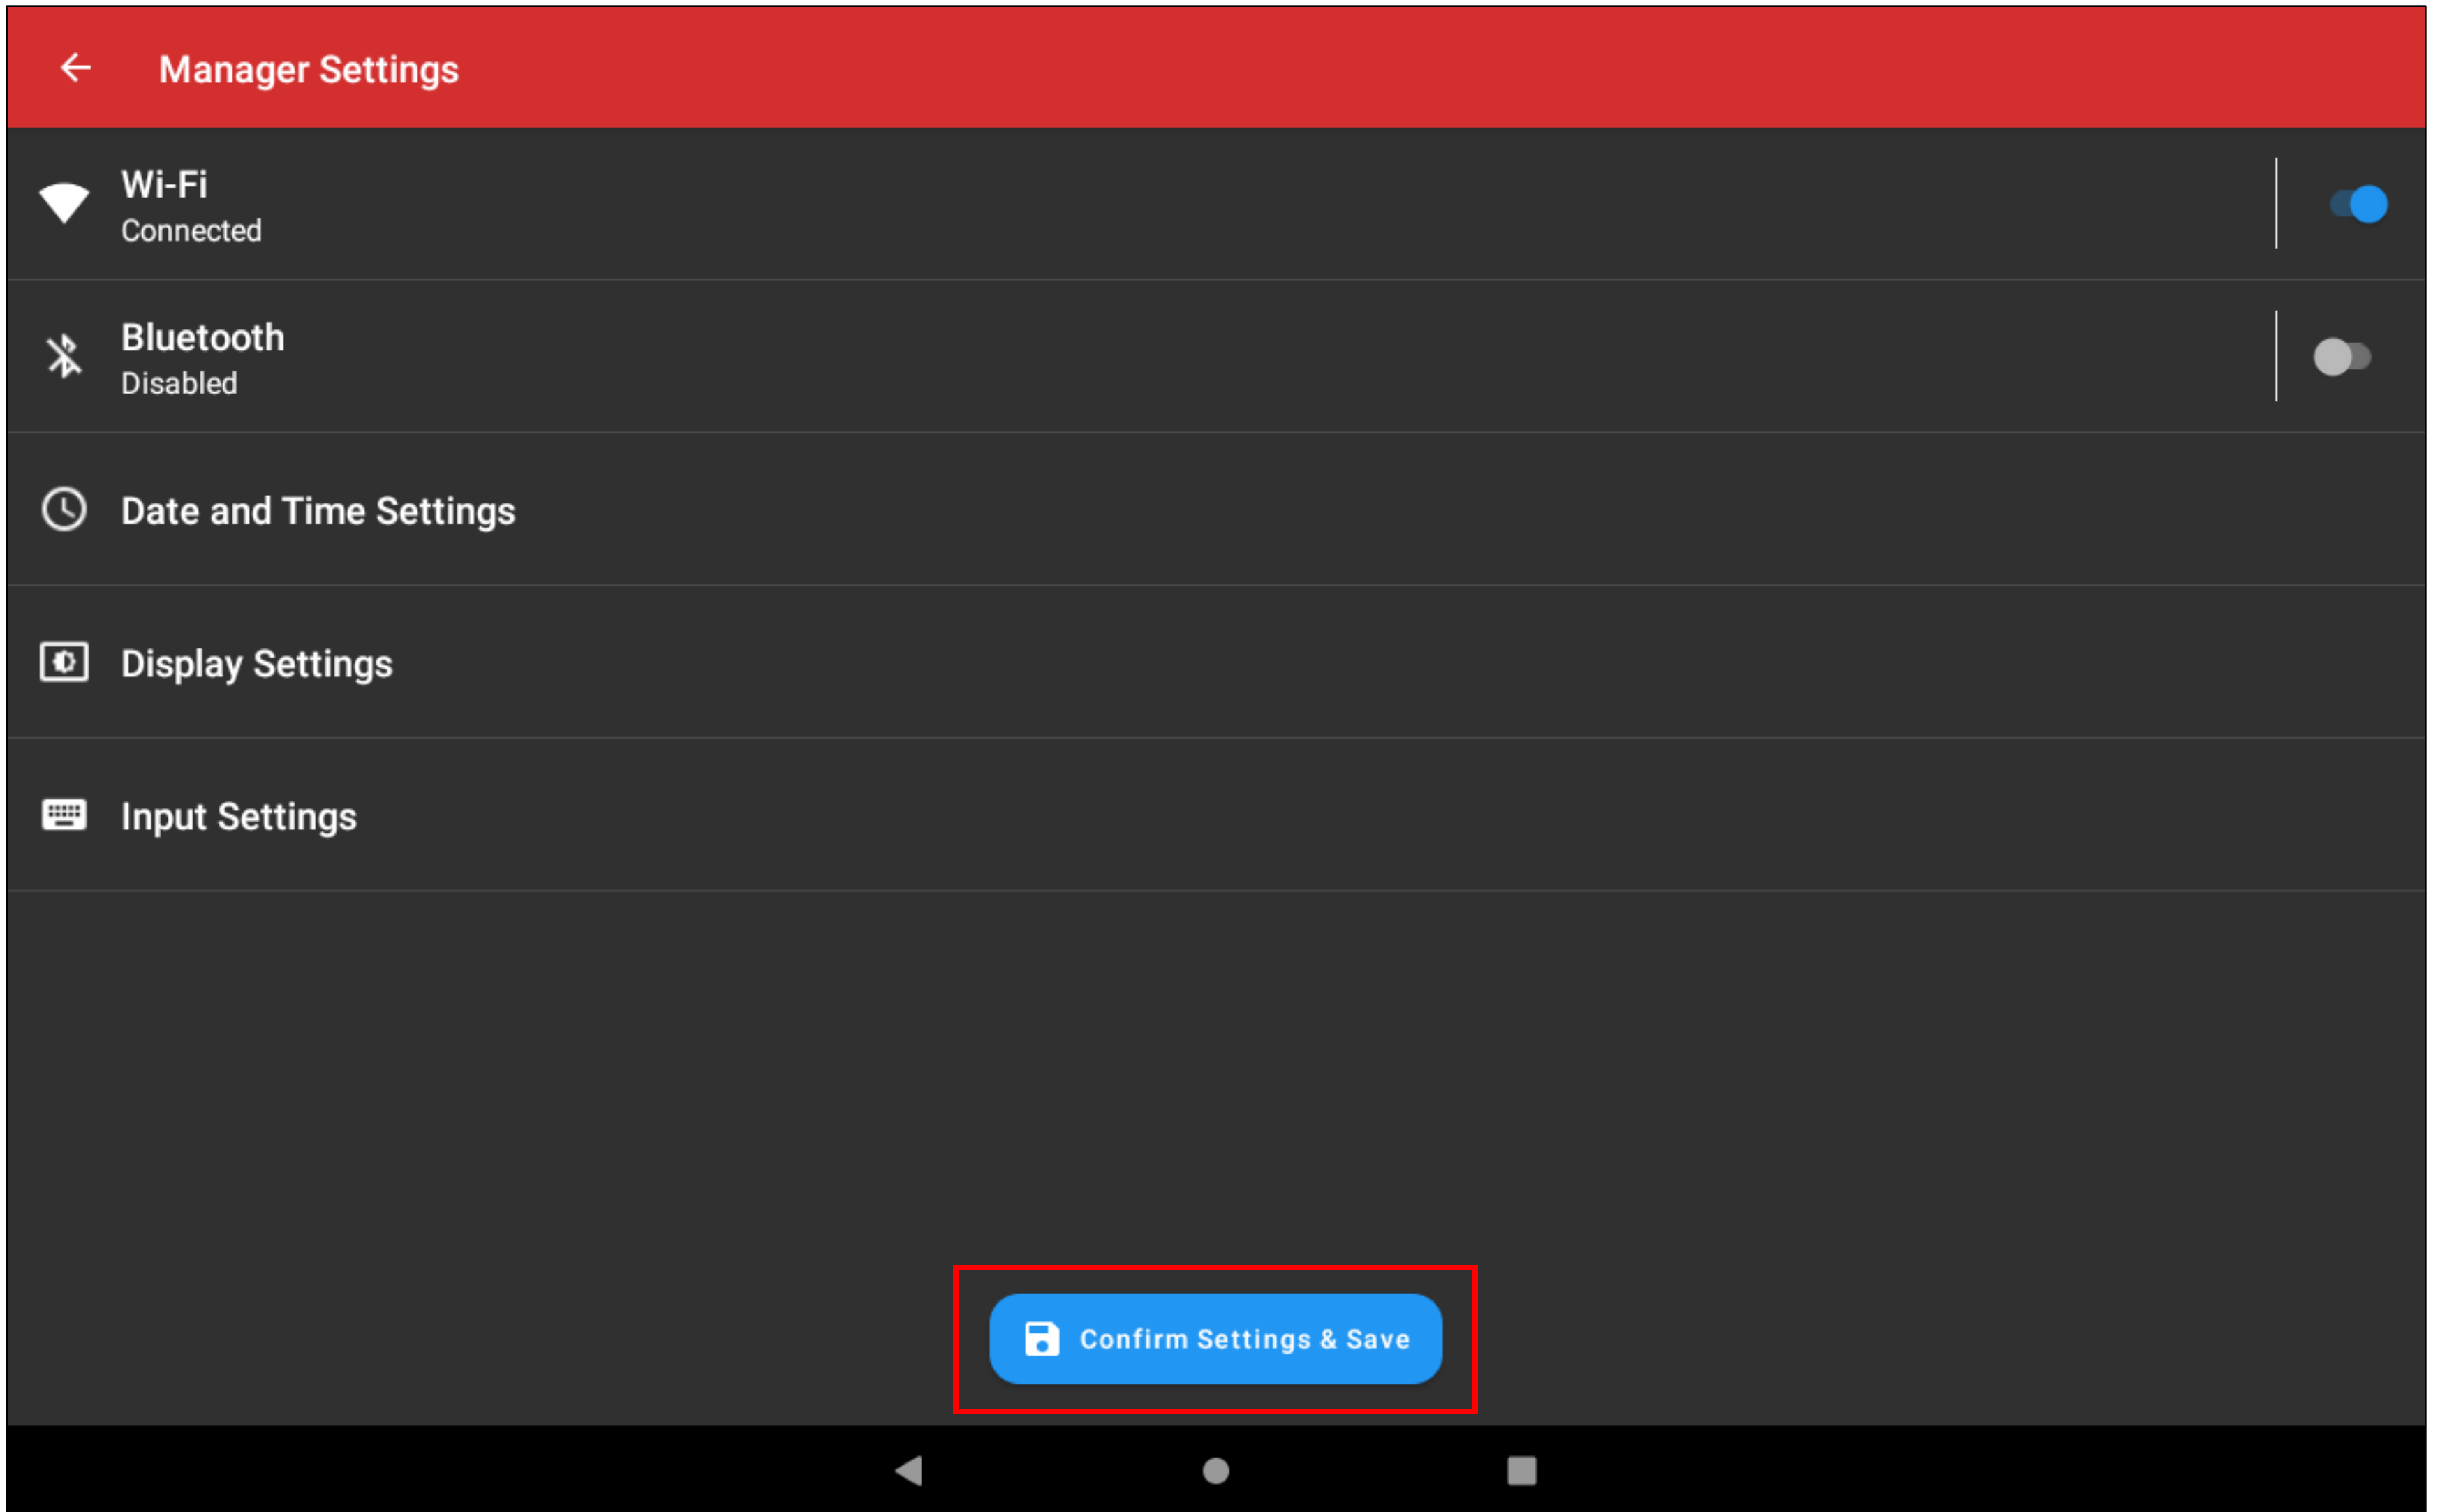 Manager Settings
Wi-Fi
Connected
Bluetooth
Disabled
Date and Time Settings
Display Settings
Input Settings
Confirm Settings & Save